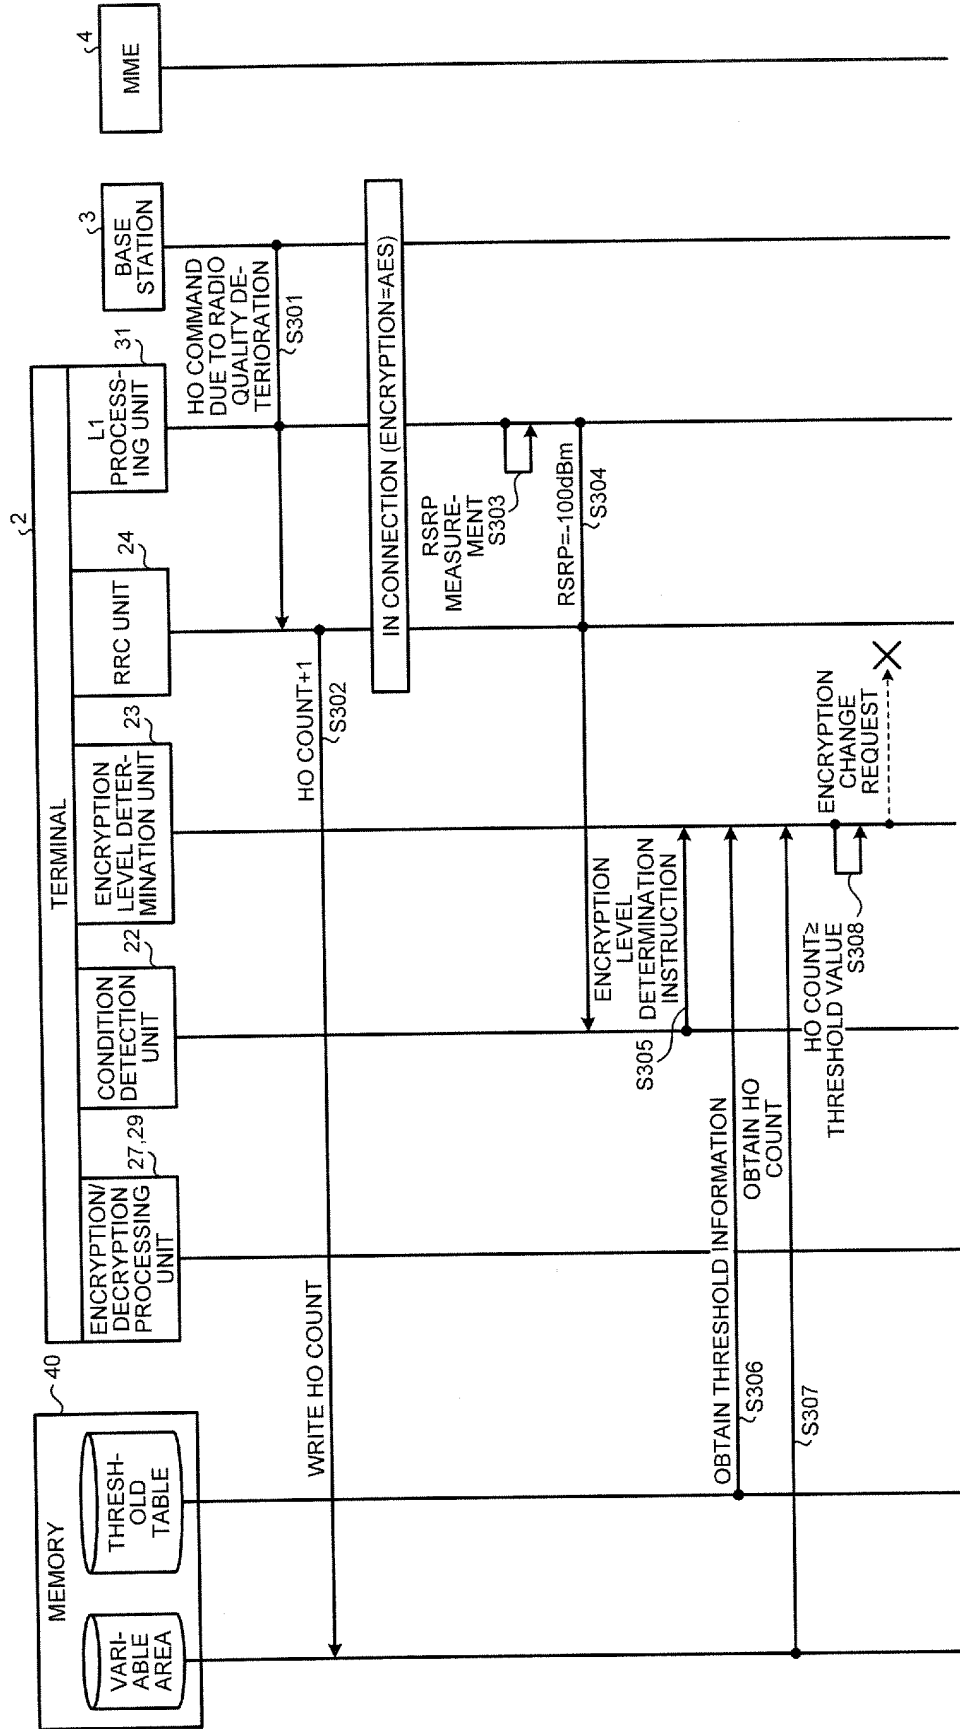 MEMORY
40
VARI-
ABLE
AREA
THRESH-
OLD
TABLE
TERMINAL
2
ENCRYPTION/
DECRYPTION
PROCESSING
UNIT
27,29
CONDITION
DETECTION
UNIT
22
ENCRYPTION
LEVEL DETER-
MINATION UNIT
23
RRC UNIT
24
L1
PROCESS-
ING UNIT
31
BASE
STATION
3
MME
4
HO COMMAND
DUE TO RADIO
QUALITY DE-
TERIORATION
S301
HO COUNT+1
S302
WRITE HO COUNT
IN CONNECTION (ENCRYPTION=AES)
RSRP
MEASURE-
MENT
S303
RSRP=-100dBm
S304
ENCRYPTION
LEVEL
DETERMINATION
INSTRUCTION
S305
OBTAIN THRESHOLD INFORMATION
S306
OBTAIN HO
COUNT
S307
HO COUNT≥
THRESHOLD VALUE
S308
ENCRYPTION
CHANGE
REQUEST